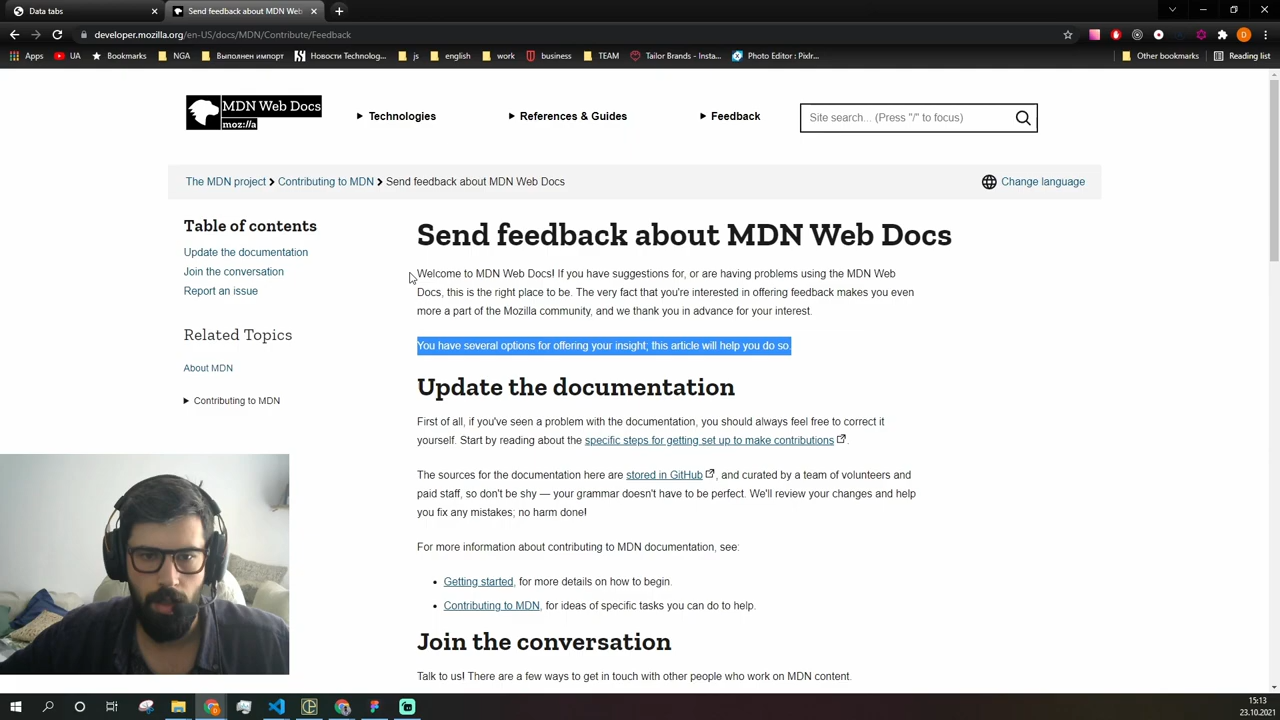 Data tabs
Send feedback about MDN Web
developer.mozilla.org/en-US/docs/MDN/Contribute/Feedback
Apps
UA
Bookmarks
NGA
Выполнен импорт
Новости Технолог...
js
english
work
business
TEAM
Tailor Brands - Insta...
Photo Editor : Pixlr...
Other bookmarks
Reading list
MDN Web Docs
moz://a
Technologies
References & Guides
Feedback
Site search... (Press "/" to focus)
The MDN project
Contributing to MDN
Send feedback about MDN Web Docs
Change language
Table of contents
Update the documentation
Join the conversation
Report an issue
Related Topics
About MDN
Contributing to MDN
Send feedback about MDN Web Docs
Welcome to MDN Web Docs! If you have suggestions for, or are having problems using the MDN Web
Docs, this is the right place to be. The very fact that you're interested in offering feedback makes you even
more a part of the Mozilla community, and we thank you in advance for your interest.
You have several options for offering your insight; this article will help you do so.
Update the documentation
First of all, if you've seen a problem with the documentation, you should always feel free to correct it
yourself. Start by reading about the specific steps for getting set up to make contributions.
The sources for the documentation here are stored in GitHub, and curated by a team of volunteers and
paid staff, so don't be shy — your grammar doesn't have to be perfect. We'll review your changes and help
you fix any mistakes; no harm done!
For more information about contributing to MDN documentation, see:
• Getting started, for more details on how to begin.
• Contributing to MDN, for ideas of specific tasks you can do to help.
Join the conversation
Talk to us! There are a few ways to get in touch with other people who work on MDN content.
15:13
23.10.2021